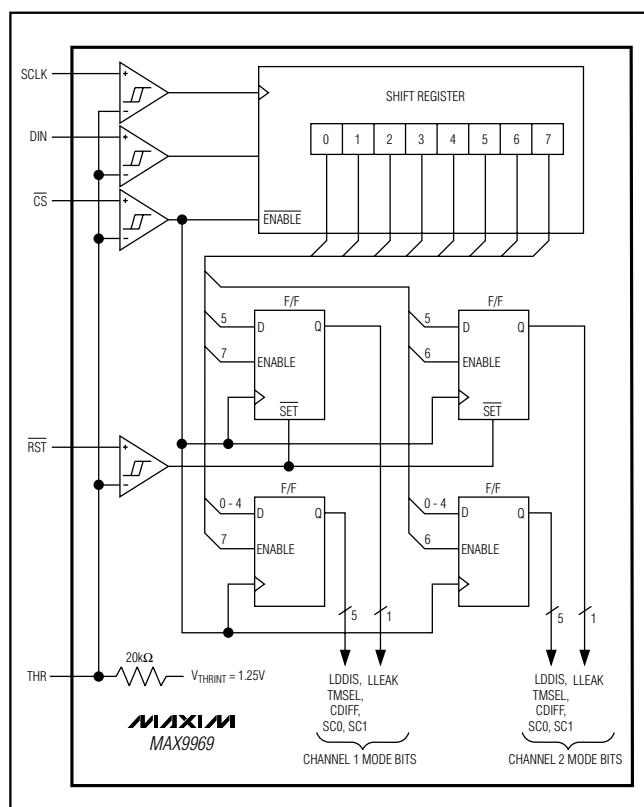 SCLK
SHIFT REGISTER
0 1 2 3 4 5 6 7
DIN
CS
ENABLE
F/F
F/F
5 D Q
5 D Q
7 ENABLE
6 ENABLE
SET
SET
RST
F/F
F/F
0 - 4 D Q
0 - 4 D Q
7 ENABLE
6 ENABLE
5 1
5 1
20kΩ
THR
VTHRINT = 1.25V
LDDIS, LLEAK
TMSEL,
CDIFF,
SC0, SC1
LDDIS, LLEAK
TMSEL,
CDIFF,
SC0, SC1
MAXIM
MAX9969
CHANNEL 1 MODE BITS
CHANNEL 2 MODE BITS